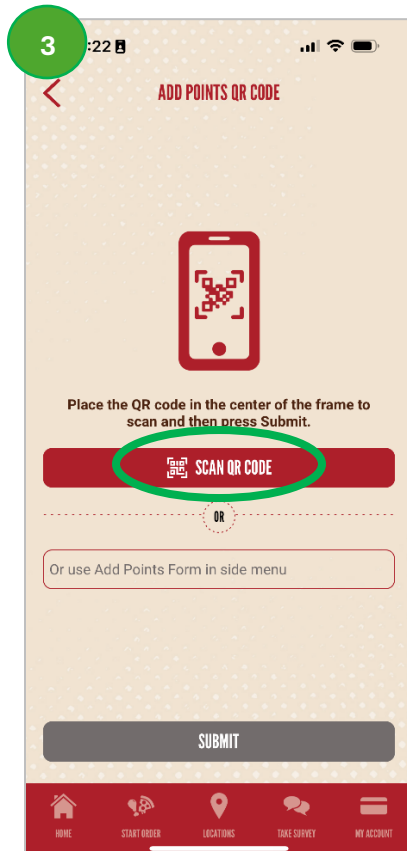 3
:22
ADD POINTS QR CODE
Place the QR code in the center of the frame to
scan and then press Submit.
SCAN QR CODE
OR
Or use Add Points Form in side menu
SUBMIT
HOME
START ORDER
LOCATIONS
TAKE SURVEY
MY ACCOUNT